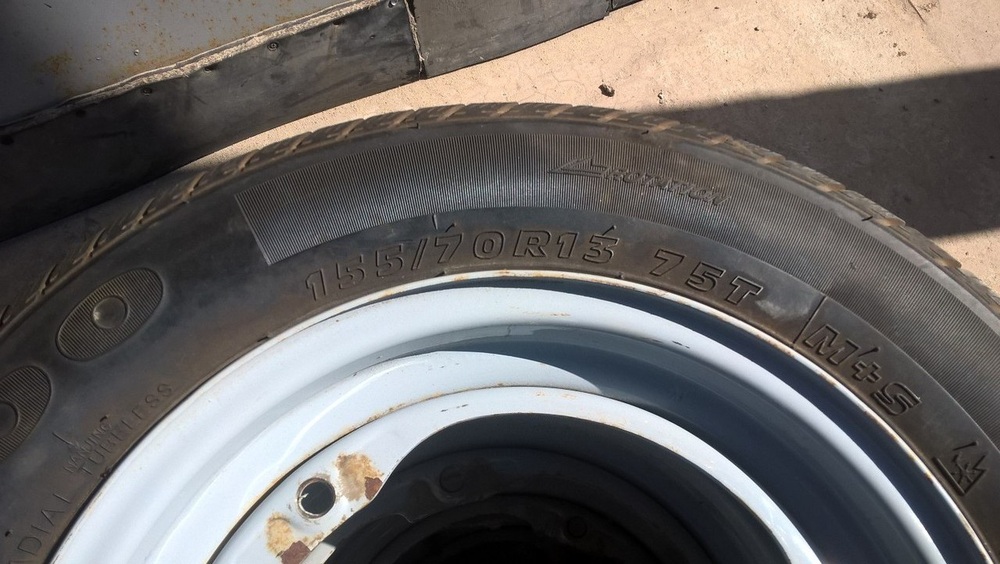 ROTATION
155/70R13 75T
M+S
RADIAL TUBELESS